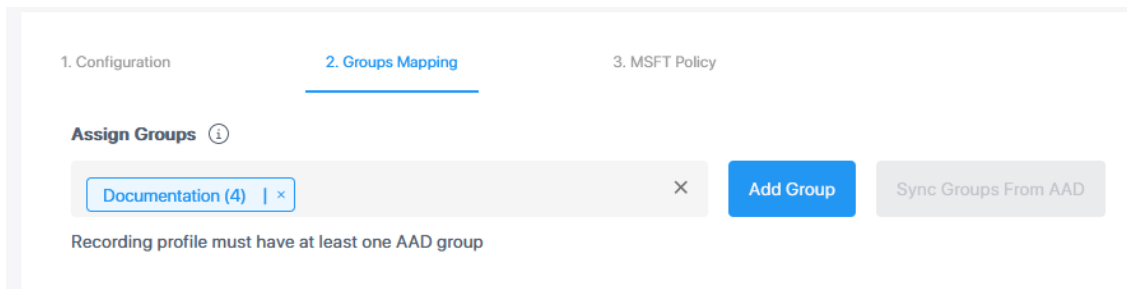 1. Configuration 2. Groups Mapping 3. MSFT Policy
Assign Groups
Documentation (4) | ×
Add Group
Sync Groups From AAD
Recording profile must have at least one AAD group